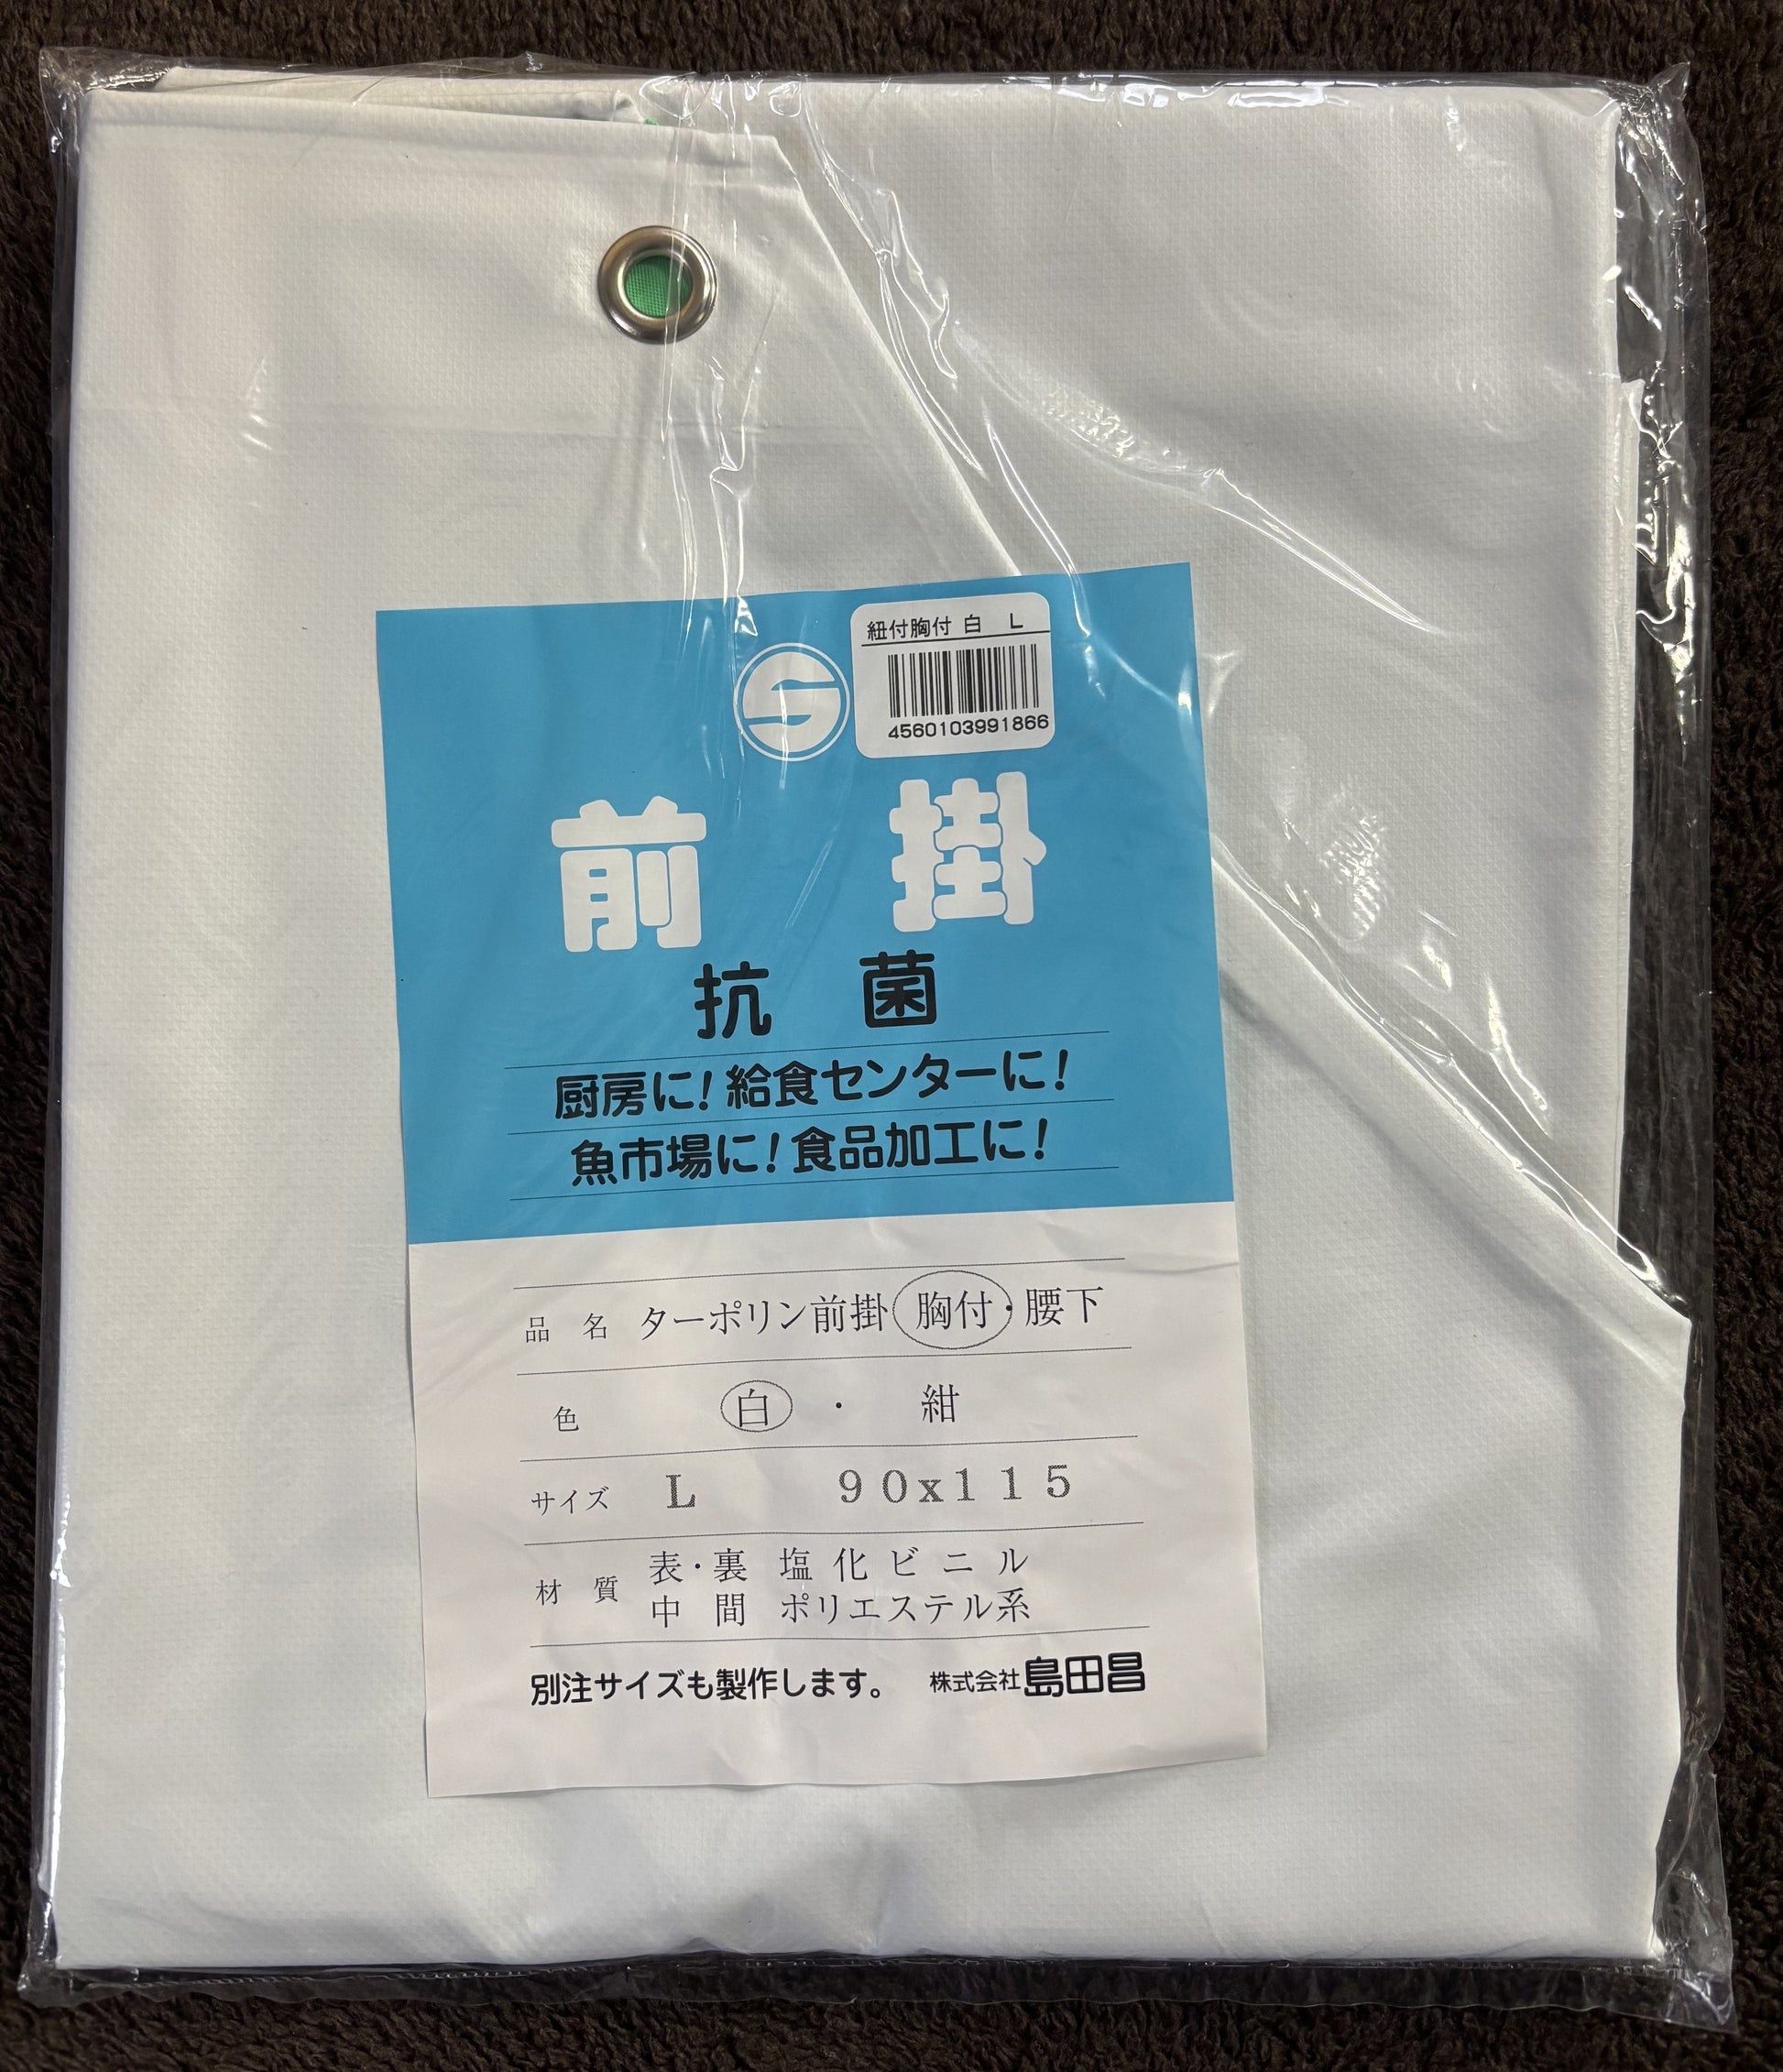 紐付胸付 白 L
4560103991866
前掛
抗菌
厨房に！給食センターに！
魚市場に！食品加工に！
品名 ターポリン前掛 胸付・腰下
色 白・紺
サイズ L 90x115
材質 表・裏 塩化ビニル
中間 ポリエステル系
別注サイズも製作します。 株式会社島田昌